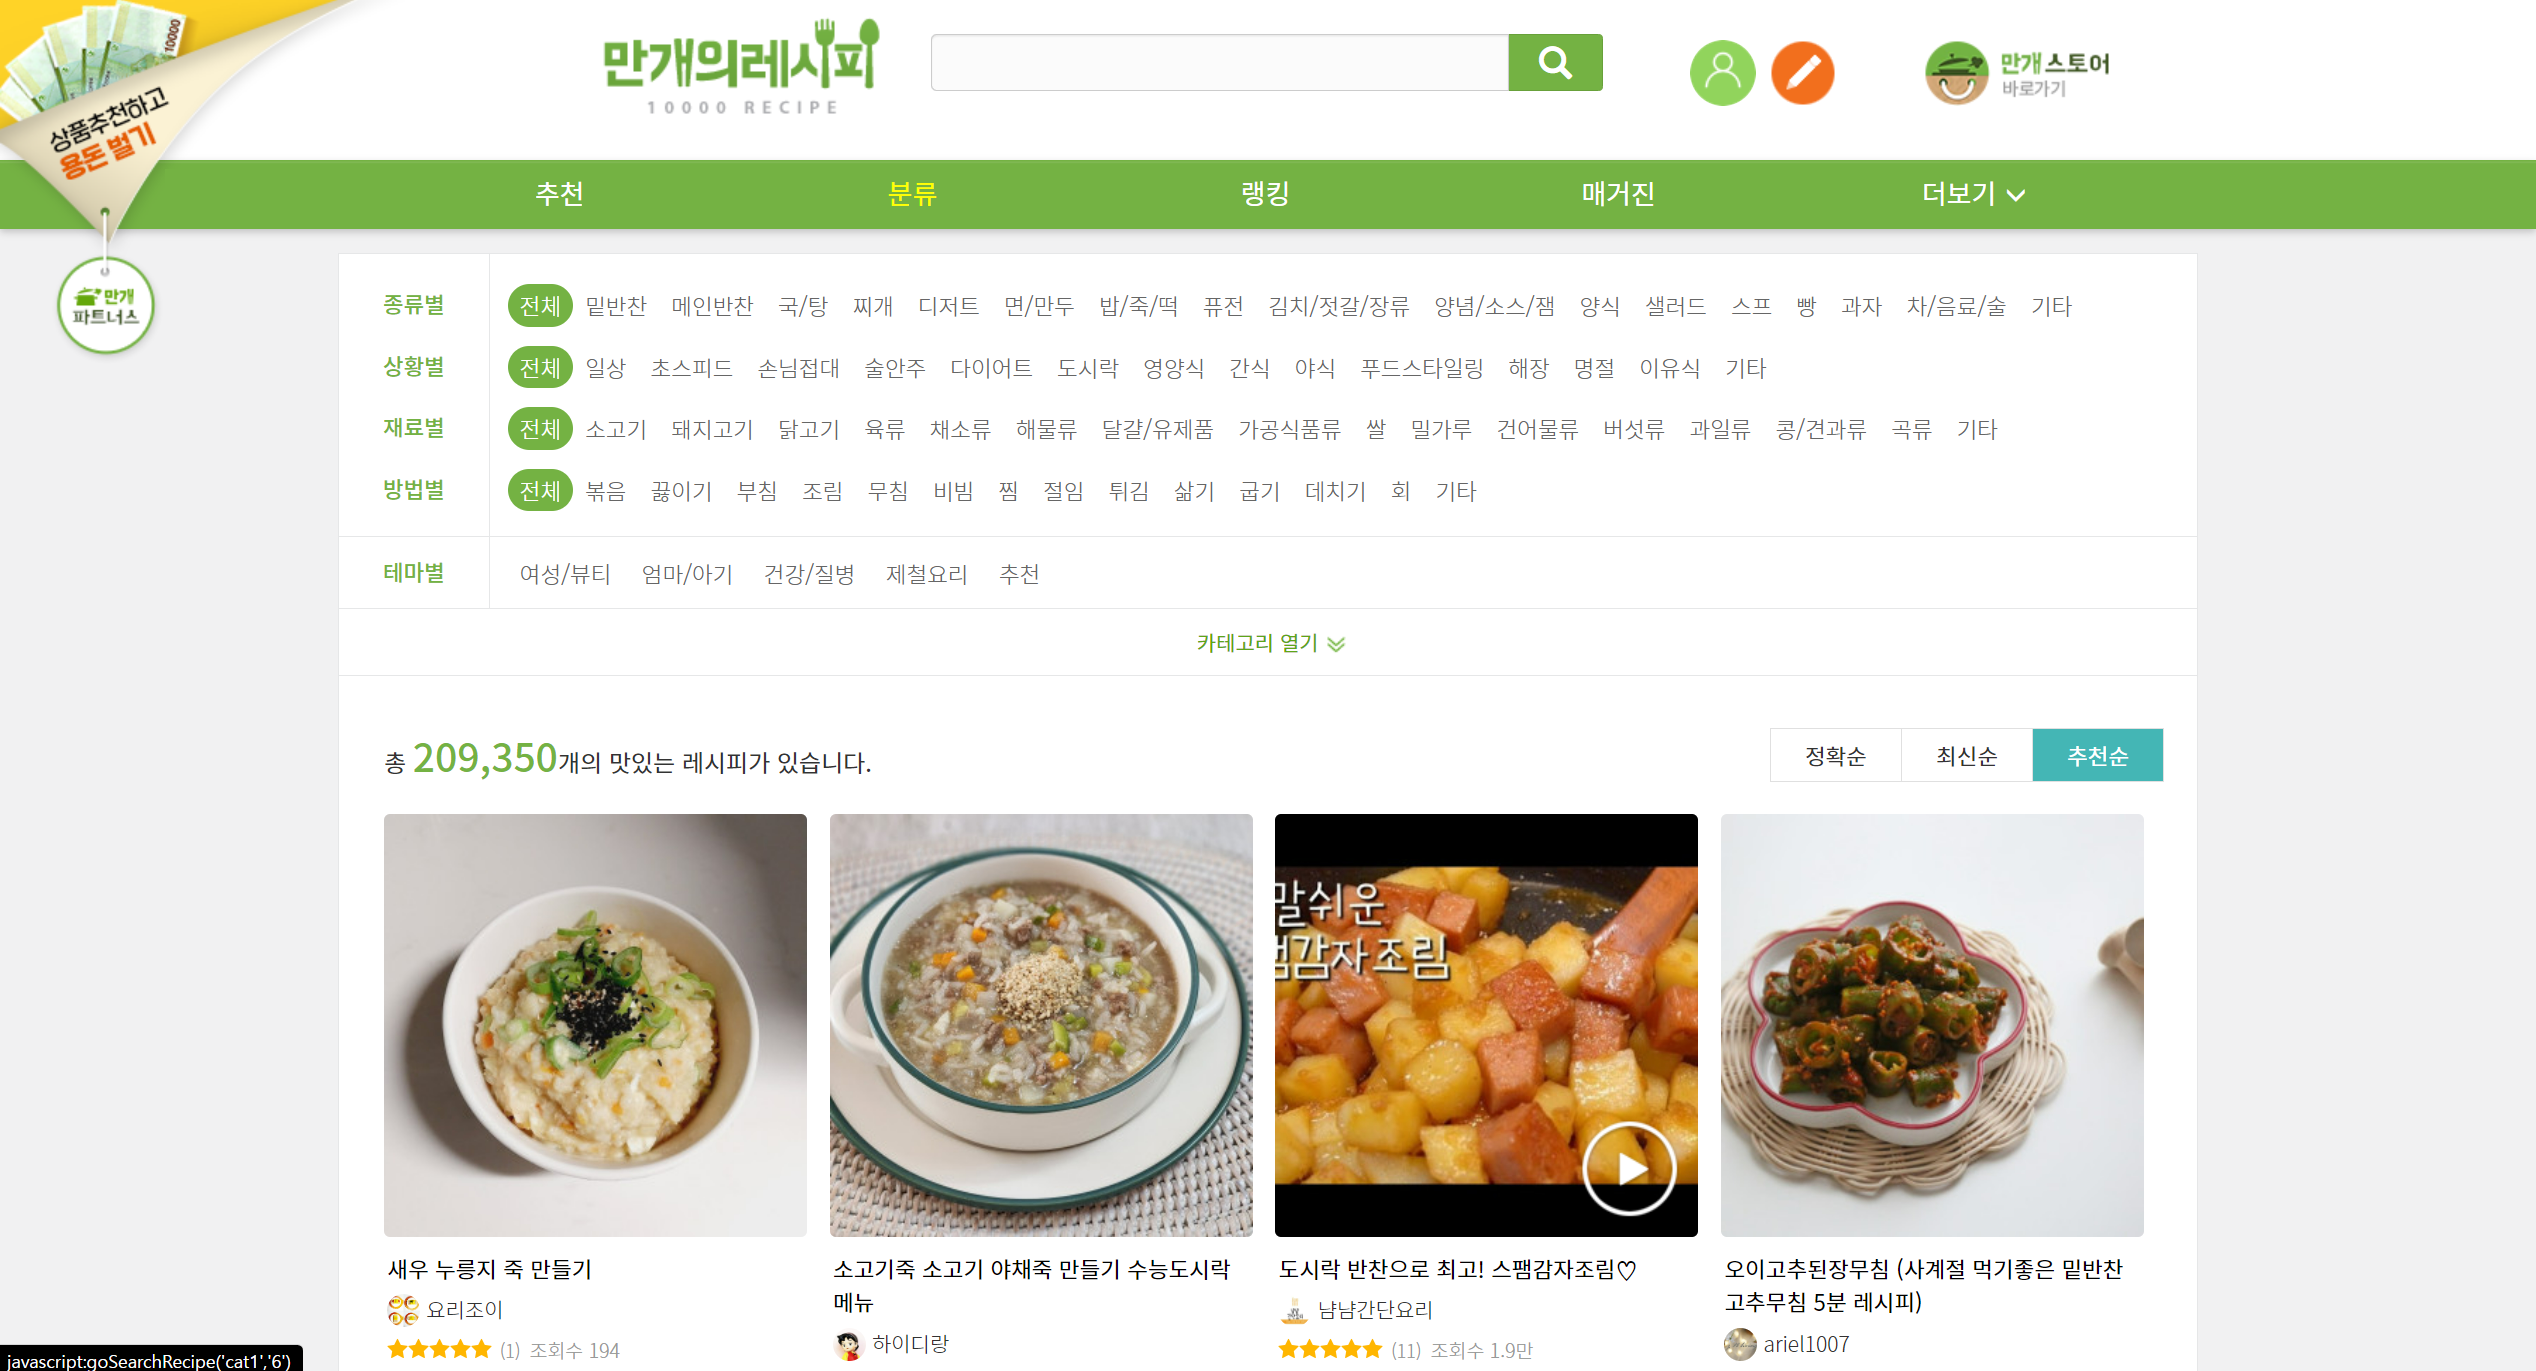 10000
상품추천하고
용돈 벌기
만개
파트너스
만개의레시피
10000 RECIPE
만개스토어
바로가기
추천 분류 랭킹 매거진 더보기
종류별 전체 밑반찬 메인반찬 국/탕 찌개 디저트 면/만두 밥/죽/떡 퓨전 김치/젓갈/장류 양념/소스/잼 양식 샐러드 스프 빵 과자 차/음료/술 기타
상황별 전체 일상 초스피드 손님접대 술안주 다이어트 도시락 영양식 간식 야식 푸드스타일링 해장 명절 이유식 기타
재료별 전체 소고기 돼지고기 닭고기 육류 채소류 해물류 달걀/유제품 가공식품류 쌀 밀가루 건어물류 버섯류 과일류 콩/견과류 곡류 기타
방법별 전체 볶음 끓이기 부침 조림 무침 비빔 찜 절임 튀김 삶기 굽기 데치기 회 기타
테마별 여성/뷰티 엄마/아기 건강/질병 제철요리 추천
카테고리 열기
총 209,350개의 맛있는 레시피가 있습니다.
정확순 최신순 추천순
말쉬운
팸감자조림
새우 누룽지 죽 만들기
요리조이
(1) 조회수 194
소고기죽 소고기 야채죽 만들기 수능도시락
메뉴
하이디랑
도시락 반찬으로 최고! 스팸감자조림♡
냠냠간단요리
(11) 조회수 1.9만
오이고추된장무침 (사계절 먹기좋은 밑반찬
고추무침 5분 레시피)
ariel1007
javascript:goSearchRecipe('cat1','6')